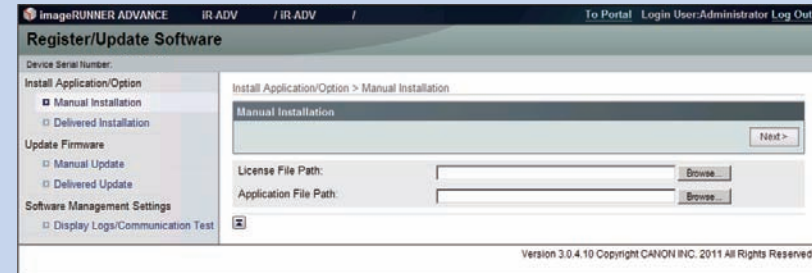 imageRUNNER ADVANCE iR-ADV / iR-ADV / To Portal Login User:Administrator Log Out
Register/Update Software
Device Serial Number:
Install Application/Option
Manual Installation
Delivered Installation
Update Firmware
Manual Update
Delivered Update
Software Management Settings
Display Logs/Communication Test
Install Application/Option > Manual Installation
Manual Installation
Next>
License File Path: Browse...
Application File Path: Browse...
Version 3.0.4.10 Copyright CANON INC. 2011 All Rights Reserved